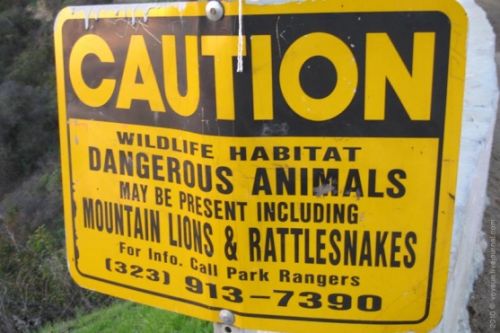 CAUTION
WILDLIFE HABITAT
DANGEROUS ANIMALS
MAY BE PRESENT INCLUDING
MOUNTAIN LIONS & RATTLESNAKES
For Info. Call Park Rangers
(323) 913-7390